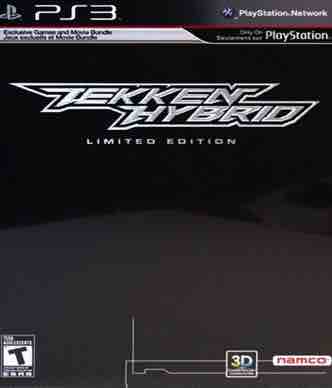 PS3
PlayStation®Network
Exclusive Games and Movie Bundle
Jeux exclusifs et Movie Bundle
Only On
Seulement sur
PlayStation®
TEKKEN
HYBRID
LIMITED EDITION
TEEN
ADOLESCENTS
T
ESRB
3D
namco